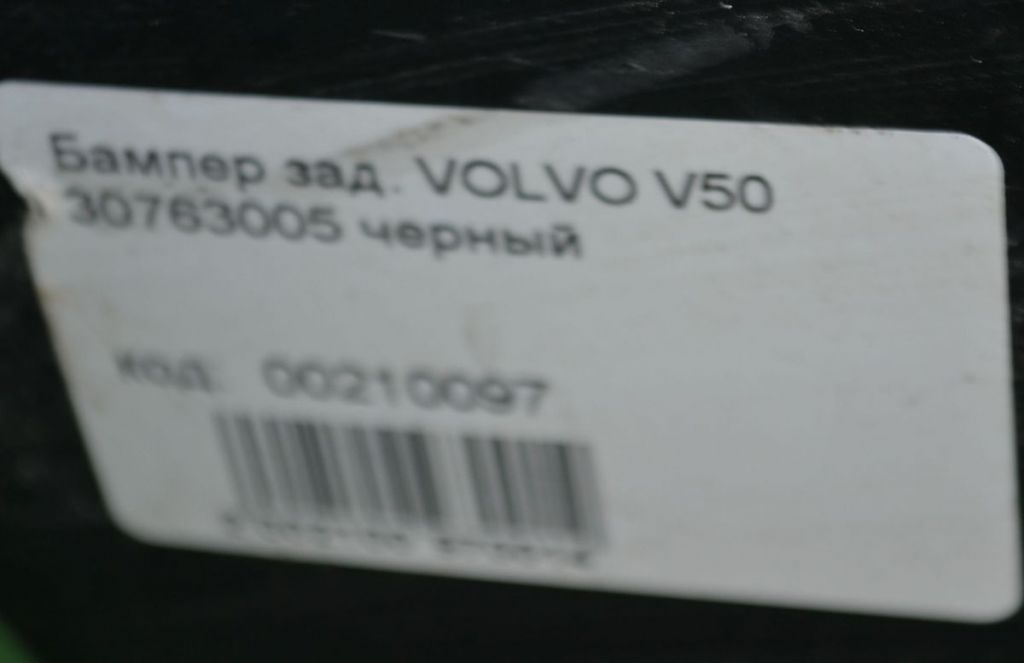 Бампер зад. VOLVO V50
30763005 черный
код: 00210097